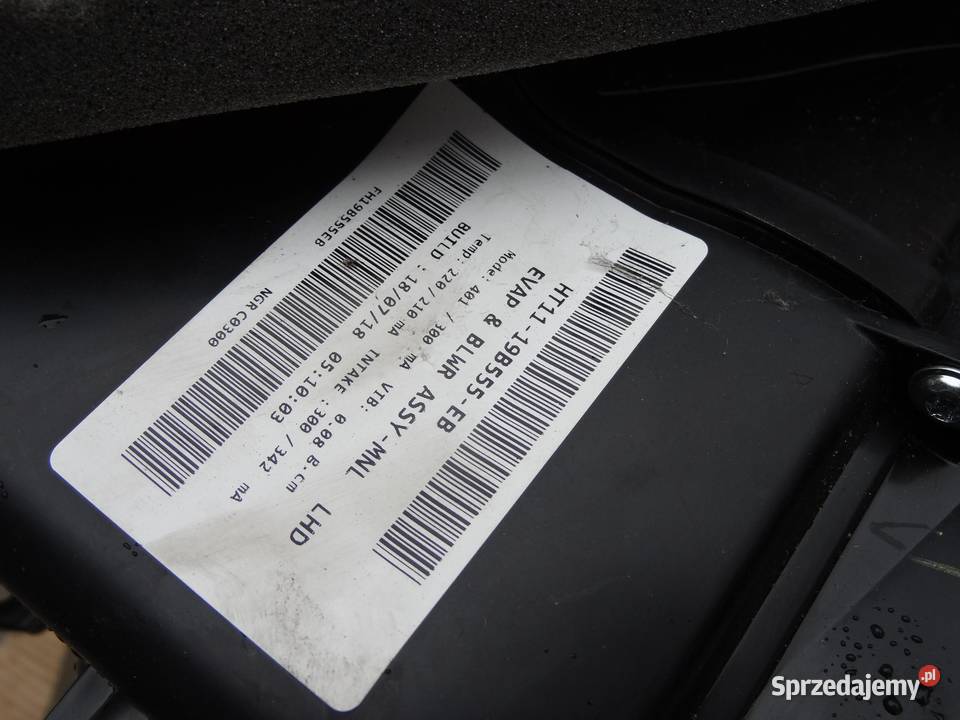 HT11-19B555-EB
EVAP & BLWR ASSY-MNL LHD
Mode: 401 / 300 mA VIB: 0.08 B.cm
Temp: 220 / 210 mA INTAKE :300 / 342 mA
BUILD : 18/07/18 05:10:03
FH19B555EB NGR C0300
Sprzedajemy.pl